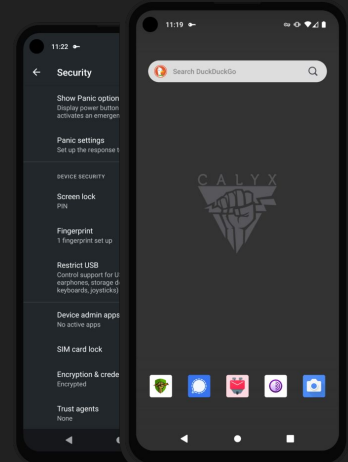 11:22
Security
Show Panic option
Display power button
activates an emergen
Panic settings
Set up the response t
DEVICE SECURITY
Screen lock
PIN
Fingerprint
1 fingerprint set up
Restrict USB
Control support for U
earphones, storage d
keyboards, joysticks)
Device admin apps
No active apps
SIM card lock
Encryption & crede
Encrypted
Trust agents
None
11:19
Search DuckDuckGo
CALYX